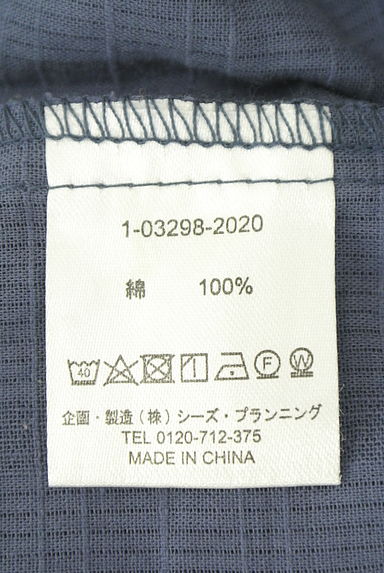 1-03298-2020
綿 100%
40 F W
企画・製造(株)シーズ・プランニング
TEL 0120-712-375
MADE IN CHINA